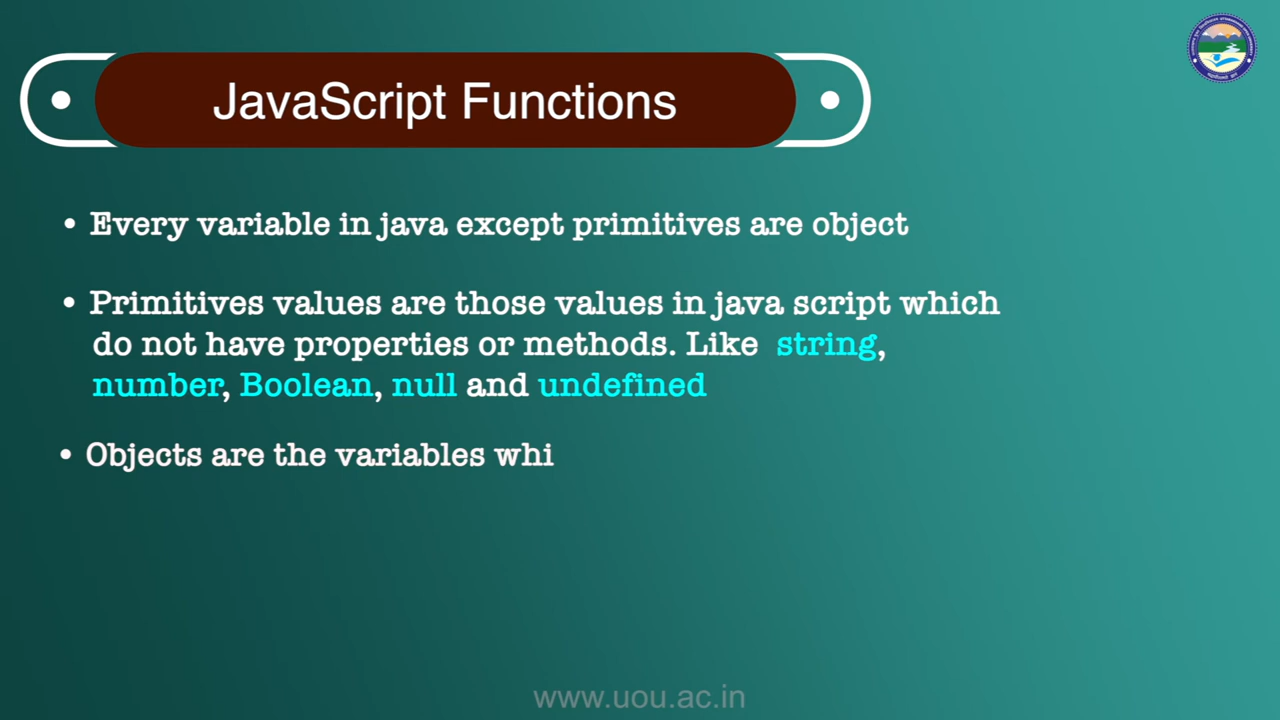 JavaScript Functions
• Every variable in java except primitives are object
• Primitives values are those values in java script which
do not have properties or methods. Like string,
number, Boolean, null and undefined
• Objects are the variables whi
www.uou.ac.in